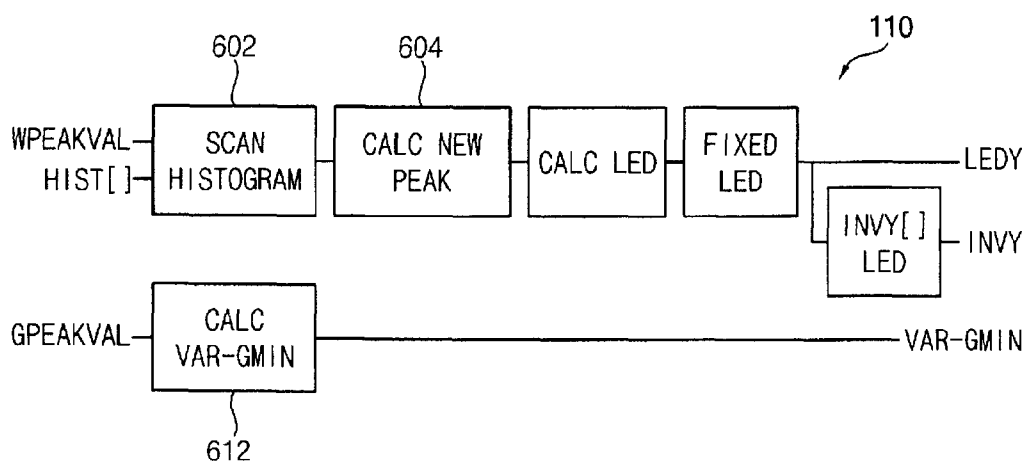 110
602
604
WPEAKVAL
HIST[ ]
SCAN
HISTOGRAM
CALC NEW
PEAK
CALC LED
FIXED
LED
LEDY
INVY[ ]
LED
INVY
GPEAKVAL
CALC
VAR-GMIN
VAR-GMIN
612